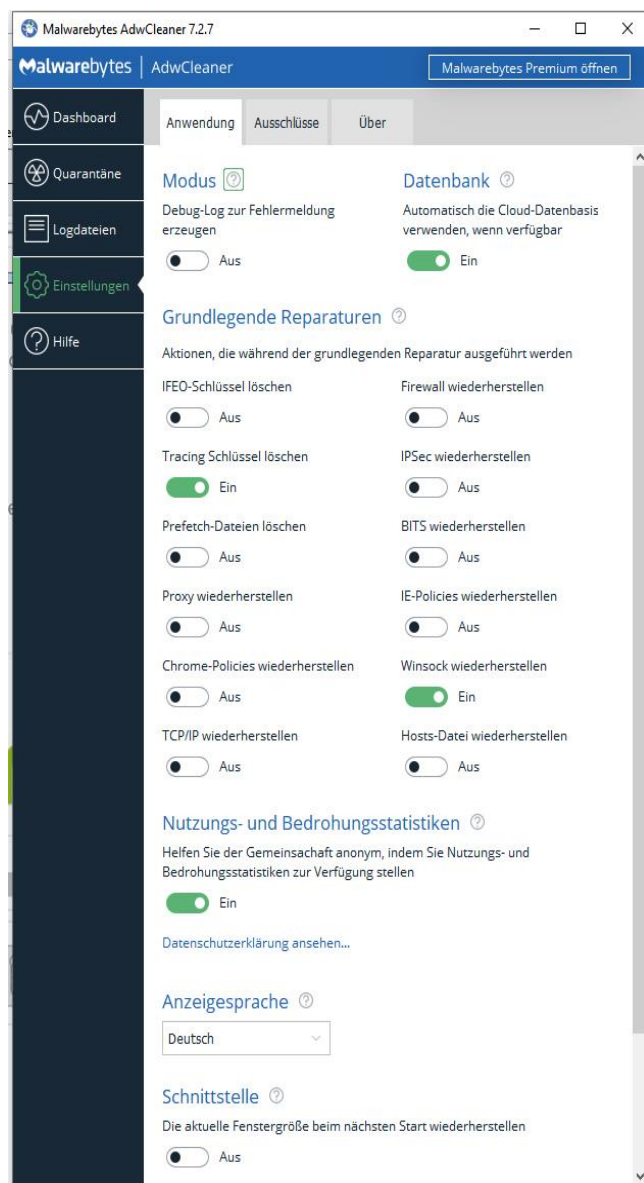 Malwarebytes AdwCleaner 7.2.7
Malwarebytes | AdwCleaner
Malwarebytes Premium öffnen
Dashboard
Quarantäne
Logdateien
Einstellungen
Hilfe
Anwendung Ausschlüsse Über
Modus
Debug-Log zur Fehlermeldung
erzeugen
Aus
Datenbank
Automatisch die Cloud-Datenbasis
verwenden, wenn verfügbar
Ein
Grundlegende Reparaturen
Aktionen, die während der grundlegenden Reparatur ausgeführt werden
IFEO-Schlüssel löschen
Aus
Firewall wiederherstellen
Aus
Tracing Schlüssel löschen
Ein
IPSec wiederherstellen
Aus
Prefetch-Dateien löschen
Aus
BITS wiederherstellen
Aus
Proxy wiederherstellen
Aus
IE-Policies wiederherstellen
Aus
Chrome-Policies wiederherstellen
Aus
Winsock wiederherstellen
Ein
TCP/IP wiederherstellen
Aus
Hosts-Datei wiederherstellen
Aus
Nutzungs- und Bedrohungsstatistiken
Helfen Sie der Gemeinsachaft anonym, indem Sie Nutzungs- und
Bedrohungsstatistiken zur Verfügung stellen
Ein
Datenschutzerklärung ansehen...
Anzeigesprache
Deutsch
Schnittstelle
Die aktuelle Fenstergröße beim nächsten Start wiederherstellen
Aus